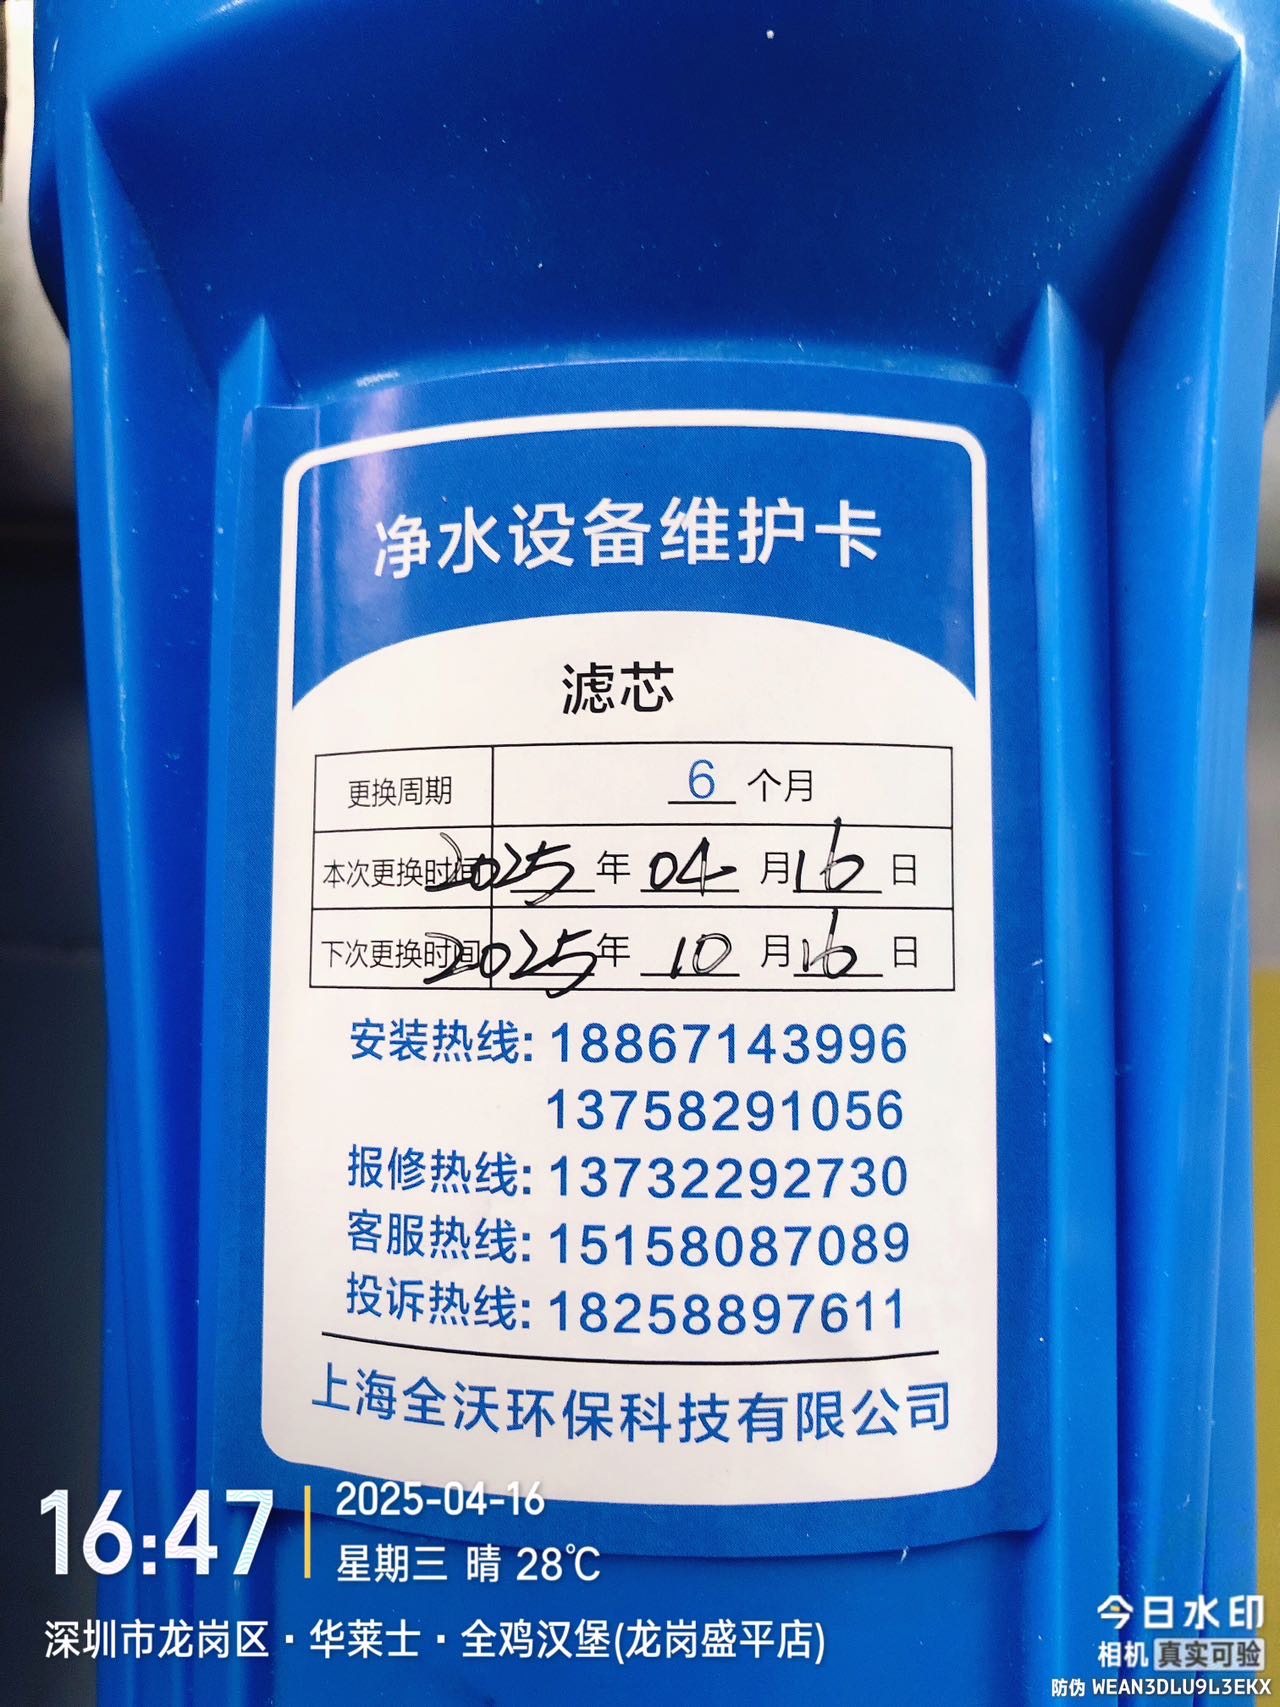 净水设备维护卡
滤芯
更换周期 6 个月
本次更换时间 2025 年 04 月 16 日
下次更换时间 2025 年 10 月 16 日
安装热线: 18867143996
13758291056
报修热线: 13732292730
客服热线: 15158087089
投诉热线: 18258897611
上海全沃环保科技有限公司
16:47
2025-04-16
星期三 晴 28℃
深圳市龙岗区·华莱士·全鸡汉堡(龙岗盛平店)
今日水印
相机 真实可验
防伪 WEAN3DLU9L3EKX